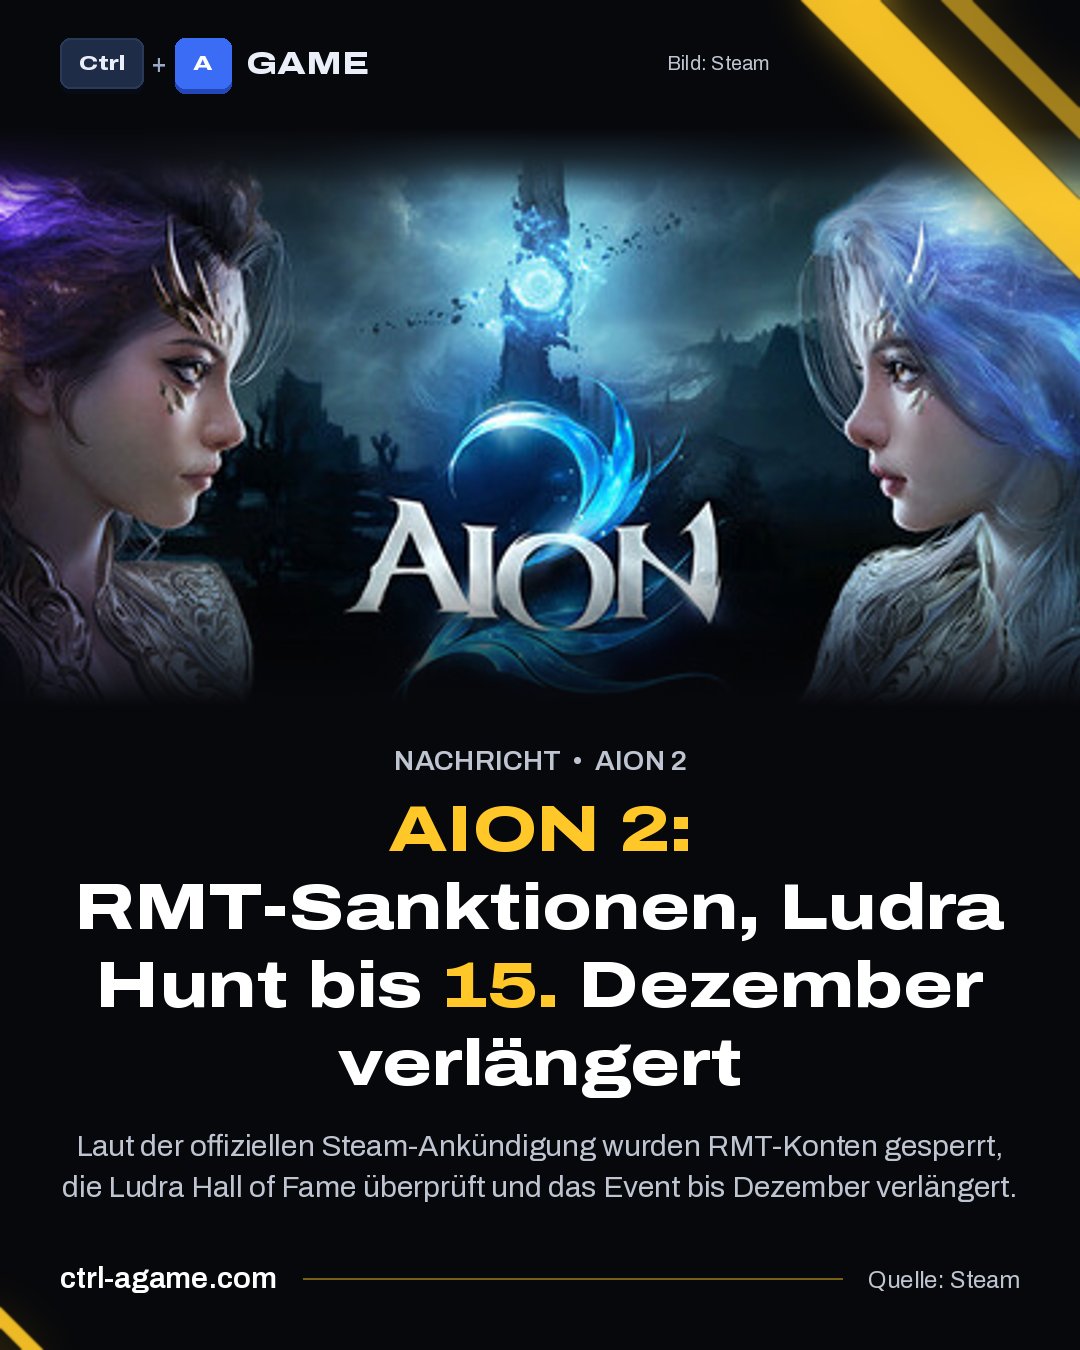 Ctrl + A GAME
Bild: Steam
AION 2
NACHRICHT • AION 2
AION 2:
RMT-Sanktionen, Ludra
Hunt bis 15. Dezember
verlängert
Laut der offiziellen Steam-Ankündigung wurden RMT-Konten gesperrt,
die Ludra Hall of Fame überprüft und das Event bis Dezember verlängert.
ctrl-agame.com
Quelle: Steam